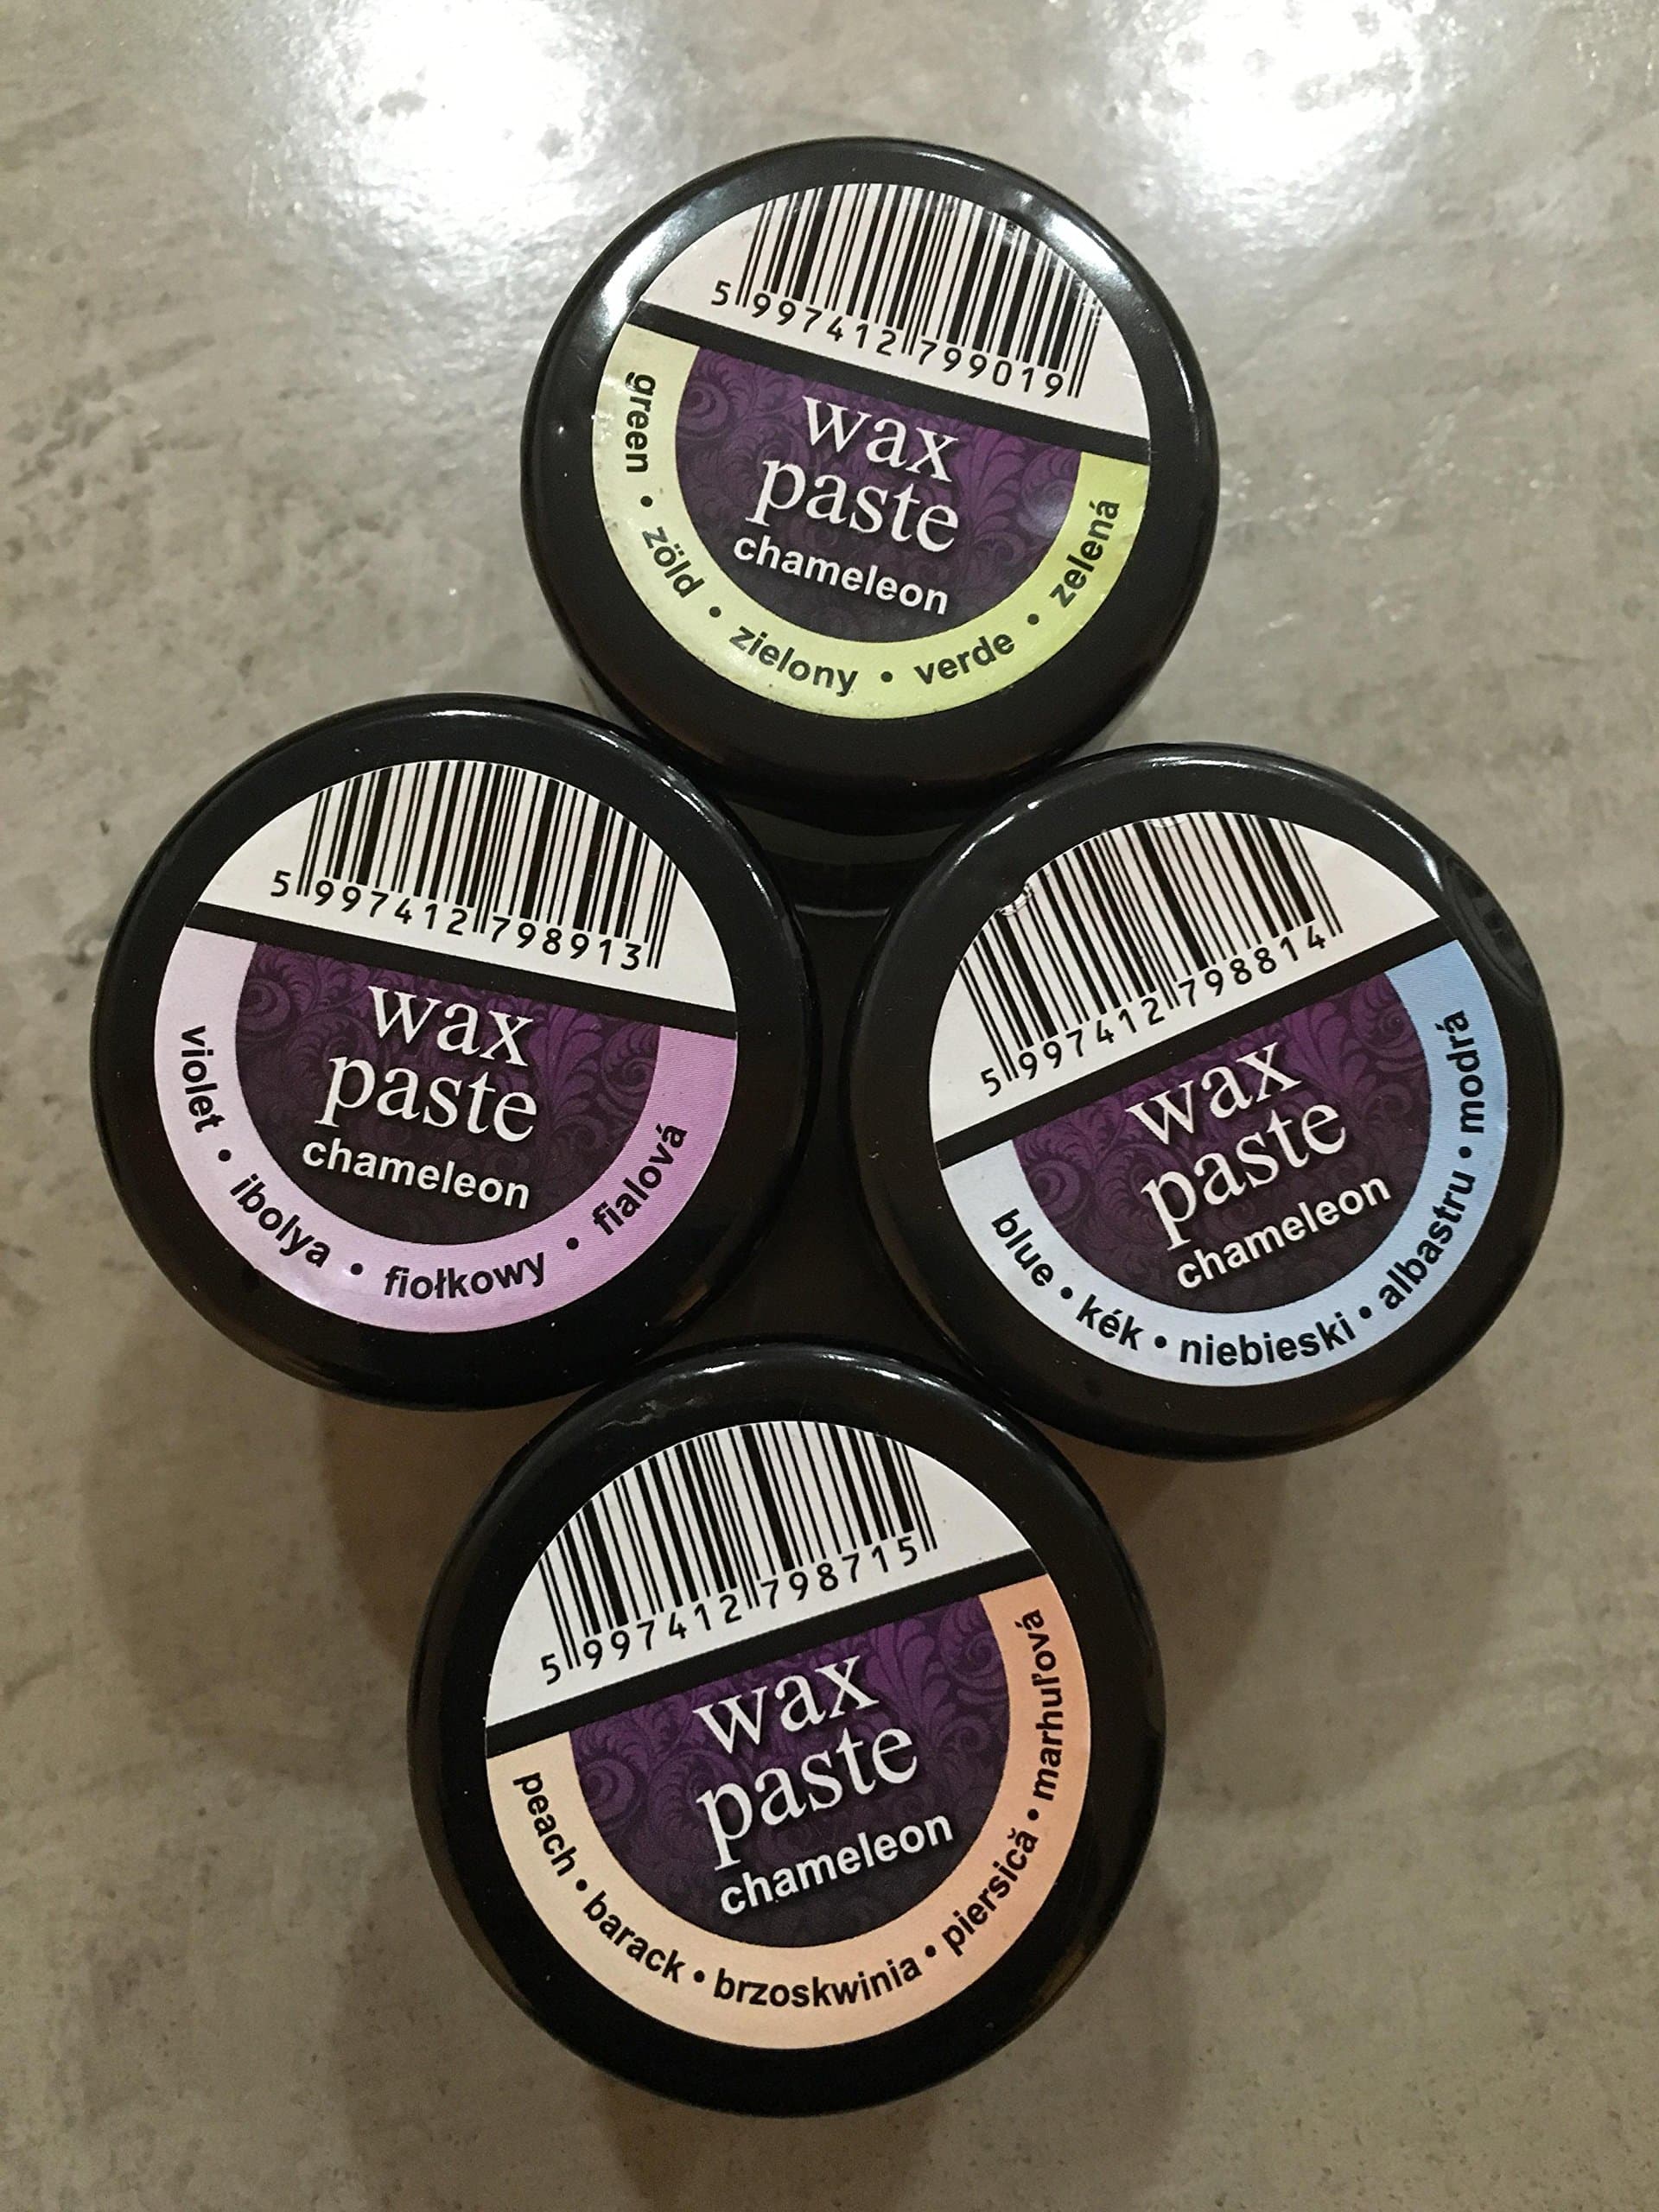 5 997412 799019
wax
paste
chameleon
green • zöld • zielony • verde • zelená
5 997412 798913
wax
paste
chameleon
violet • ibolya • fiołkowy • fialová
5 997412 798814
wax
paste
chameleon
blue • kék • niebieski • albastru • modrá
5 997412 798715
wax
paste
chameleon
peach • barack • brzoskwinia • piersică • marhuľová